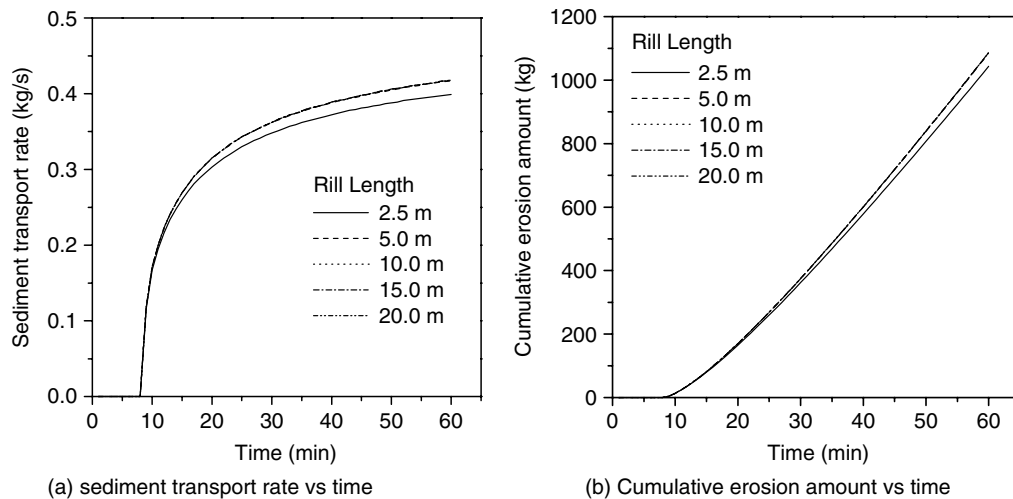 0.5
0.4
0.3
0.2
0.1
0.0
Sediment transport rate (kg/s)
Rill Length
2.5 m
5.0 m
10.0 m
15.0 m
20.0 m
0 10 20 30 40 50 60
Time (min)
(a) sediment transport rate vs time
1200
1000
800
600
400
200
0
Cumulative erosion amount (kg)
Rill Length
2.5 m
5.0 m
10.0 m
15.0 m
20.0 m
0 10 20 30 40 50 60
Time (min)
(b) Cumulative erosion amount vs time